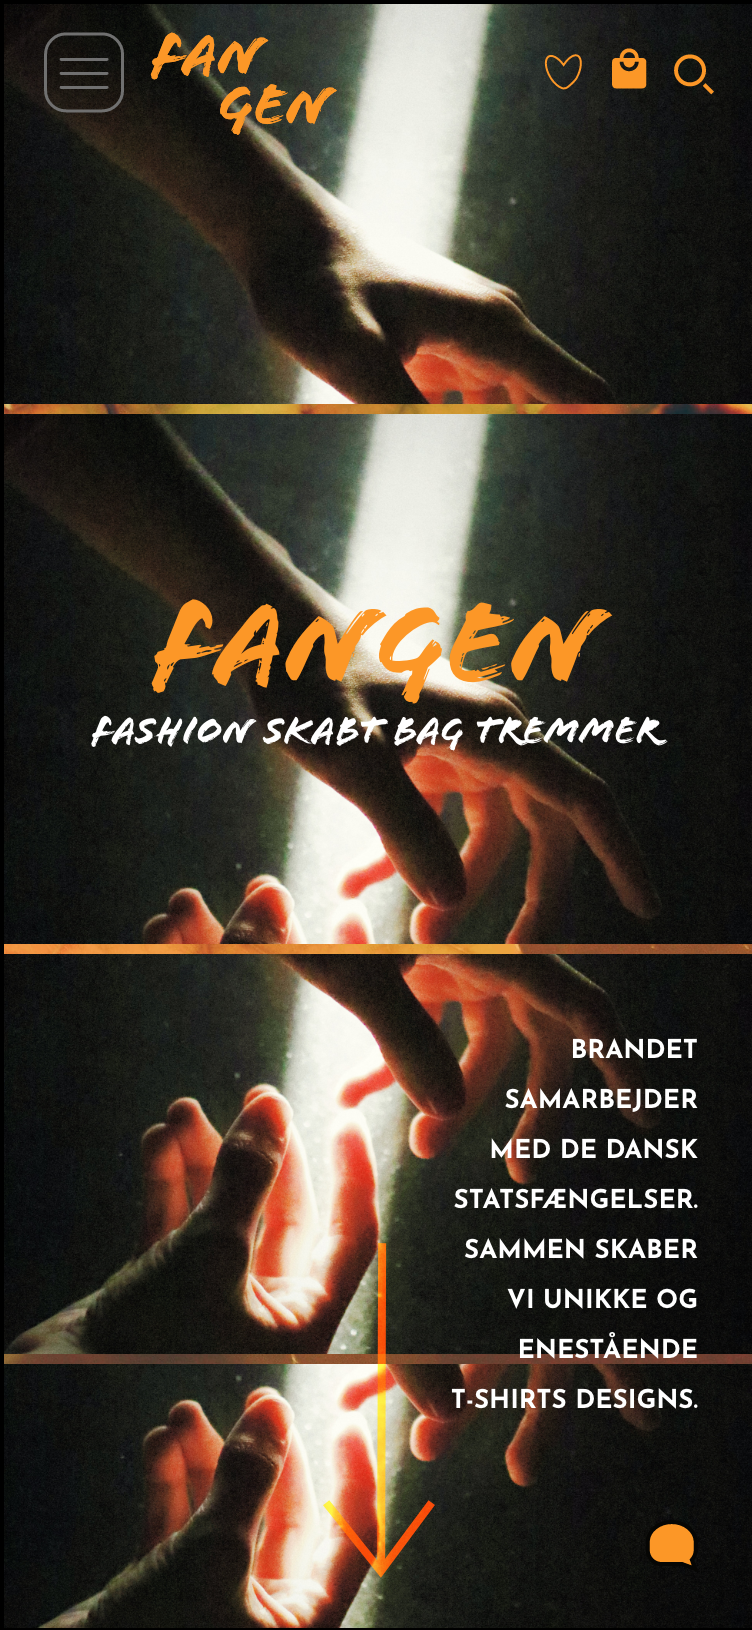 FAN
GEN
FANGEN
FASHION SKABT BAG TREMMER
BRANDET
SAMARBEJDER
MED DE DANSK
STATSFÆNGELSER.
SAMMEN SKABER
VI UNIKKE OG
ENESTÅENDE
T-SHIRTS DESIGNS.